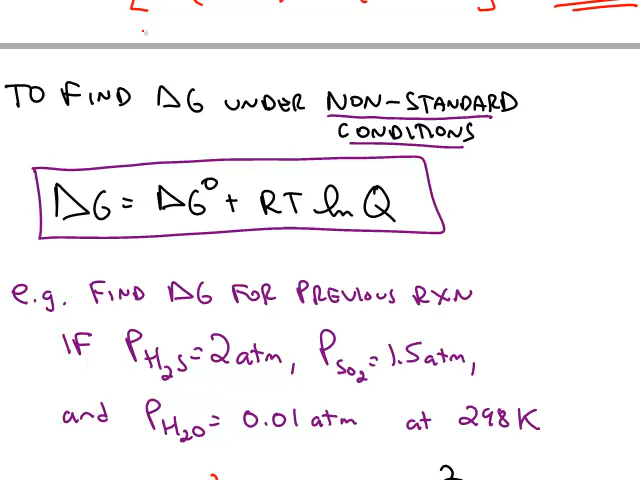 TO FIND ΔG UNDER NON-STANDARD
CONDITIONS
ΔG = ΔG° + RT ln Q
e.g. FIND ΔG FOR PREVIOUS RXN
IF P_H₂S = 2 atm, P_SO₂ = 1.5 atm,
and P_H₂O = 0.01 atm at 298 K